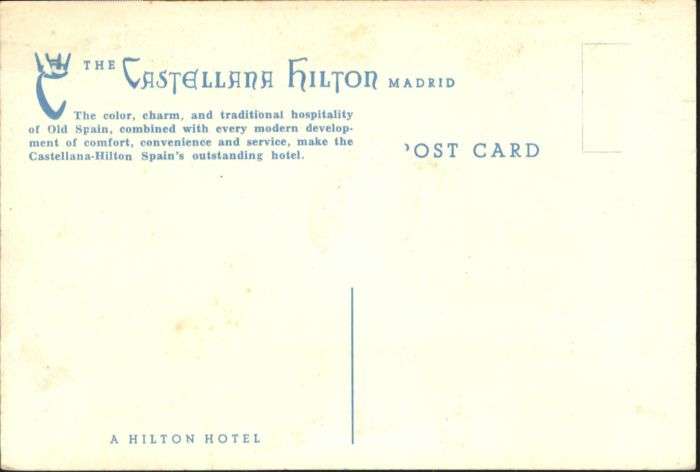 THE CASTELLANA HILTON MADRID
The color, charm, and traditional hospitality
of Old Spain, combined with every modern develop-
ment of comfort, convenience and service, make the
Castellana-Hilton Spain's outstanding hotel.
POST CARD
A HILTON HOTEL